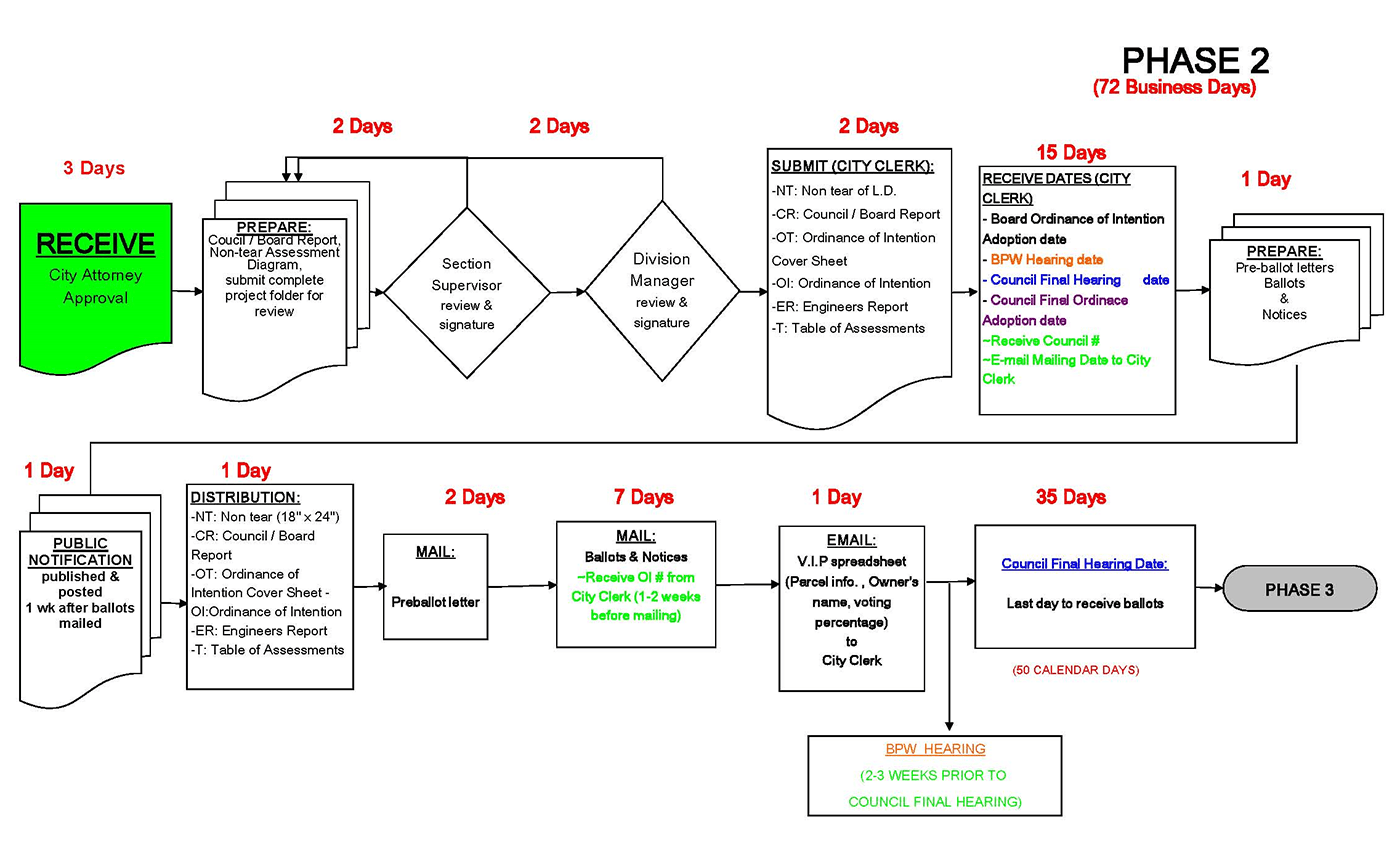 PHASE 2
(72 Business Days)
3 Days
RECEIVE
City Attorney
Approval
PREPARE:
Coucil / Board Report,
Non-tear Assessment
Diagram,
submit complete
project folder for
review
2 Days
Section
Supervisor
review &
signature
2 Days
Division
Manager
review &
signature
2 Days
SUBMIT (CITY CLERK):
-NT: Non tear of L.D.
-CR: Council / Board Report
-OT: Ordinance of Intention
Cover Sheet
-OI: Ordinance of Intention
-ER: Engineers Report
-T: Table of Assessments
15 Days
RECEIVE DATES (CITY
CLERK)
- Board Ordinance of Intention
Adoption date
- BPW Hearing date
- Council Final Hearing date
- Council Final Ordinace
Adoption date
~Receive Council #
~E-mail Mailing Date to City
Clerk
1 Day
PREPARE:
Pre-ballot letters
Ballots
&
Notices
1 Day
PUBLIC
NOTIFICATION
published &
posted
1 wk after ballots
mailed
1 Day
DISTRIBUTION:
-NT: Non tear (18" x 24")
-CR: Council / Board
Report
-OT: Ordinance of
Intention Cover Sheet -
OI:Ordinance of Intention
-ER: Engineers Report
-T: Table of Assessments
2 Days
MAIL:
Preballot letter
7 Days
MAIL:
Ballots & Notices
~Receive OI # from
City Clerk (1-2 weeks
before mailing)
1 Day
EMAIL:
V.I.P spreadsheet
(Parcel info. , Owner's
name, voting
percentage)
to
City Clerk
35 Days
Council Final Hearing Date:
Last day to receive ballots
(50 CALENDAR DAYS)
PHASE 3
BPW HEARING
(2-3 WEEKS PRIOR TO
COUNCIL FINAL HEARING)